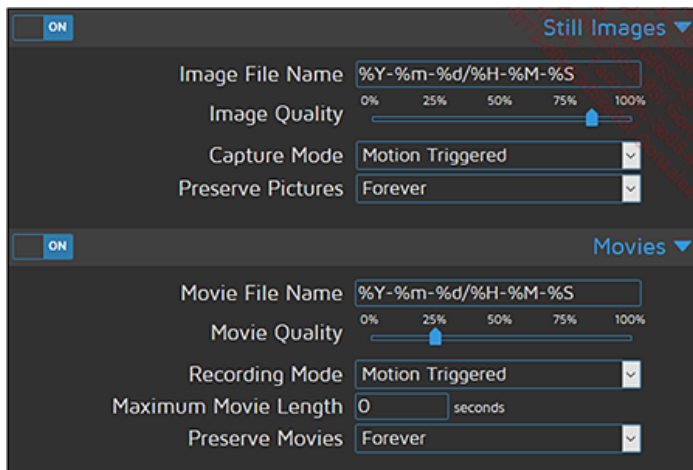 ON Still Images
Image File Name %Y-%m-%d/%H-%M-%S
0% 25% 50% 75% 100%
Image Quality
Capture Mode Motion Triggered
Preserve Pictures Forever
ON Movies
Movie File Name %Y-%m-%d/%H-%M-%S
0% 25% 50% 75% 100%
Movie Quality
Recording Mode Motion Triggered
Maximum Movie Length 0 seconds
Preserve Movies Forever